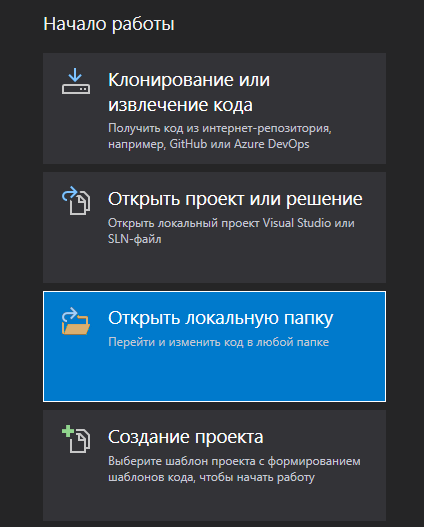 Начало работы
Клонирование или
извлечение кода
Получить код из интернет-репозитория,
например, GitHub или Azure DevOps
Открыть проект или решение
Открыть локальный проект Visual Studio или
SLN-файл
Открыть локальную папку
Перейти и изменить код в любой папке
Создание проекта
Выберите шаблон проекта с формированием
шаблонов кода, чтобы начать работу